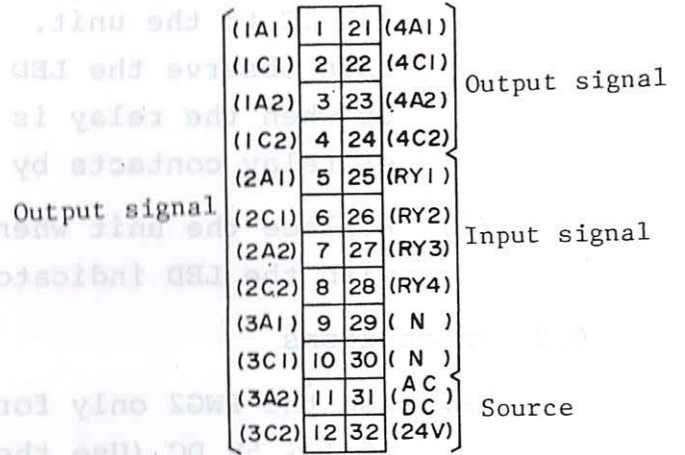 (1A1) 1 21 (4A1)
(1C1) 2 22 (4C1)
(1A2) 3 23 (4A2)
(1C2) 4 24 (4C2)
Output signal
(2A1) 5 25 (RY1)
(2C1) 6 26 (RY2)
(2A2) 7 27 (RY3)
(2C2) 8 28 (RY4)
(3A1) 9 29 ( N )
(3C1) 10 30 ( N )
Input signal
(3A2) 11 31 (AC DC)
(3C2) 12 32 (24V)
Source
Output signal